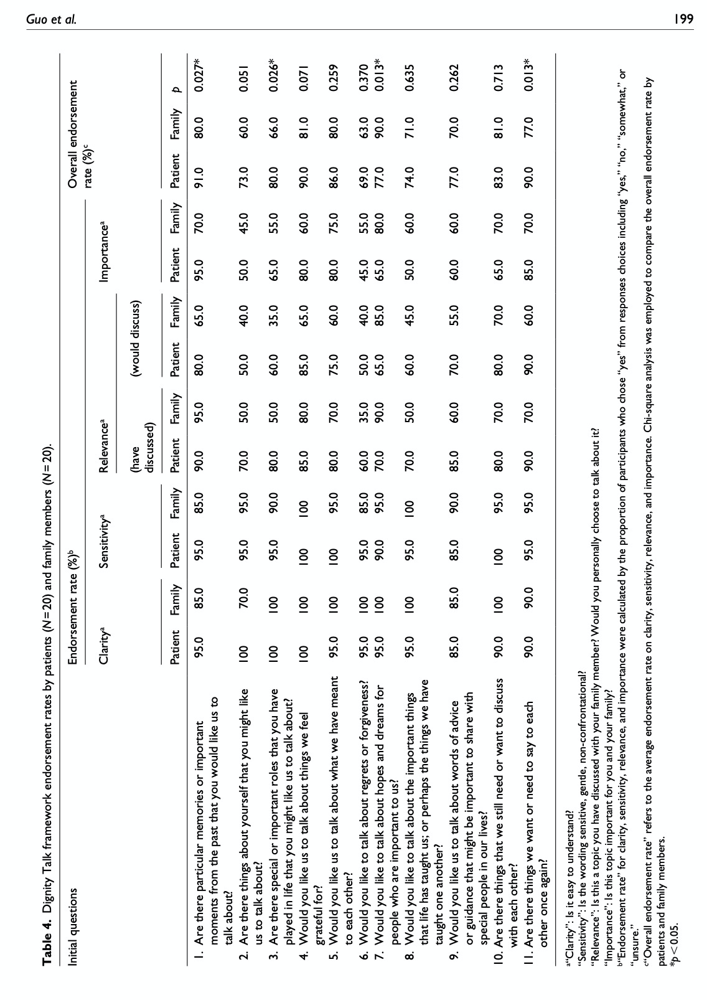 Guo et al. 199
Table 4. Dignity Talk framework endorsement rates by patients (N = 20) and family members (N = 20).
Initial questions Endorsement rate (%)b Overall endorsement
rate (%)c
Claritya Sensitivitya Relevancea Importancea
(have
discussed) (would discuss)
Patient Family Patient Family Patient Family Patient Family Patient Family Patient Family p
1. Are there particular memories or important 95.0 85.0 95.0 85.0 90.0 95.0 80.0 65.0 95.0 70.0 91.0 80.0 0.027*
moments from the past that you would like us to
talk about?
2. Are there things about yourself that you might like 100 70.0 95.0 95.0 70.0 50.0 50.0 40.0 50.0 45.0 73.0 60.0 0.051
us to talk about?
3. Are there special or important roles that you have 100 100 95.0 90.0 80.0 50.0 60.0 35.0 65.0 55.0 80.0 66.0 0.026*
played in life that you might like us to talk about?
4. Would you like us to talk about things we feel 100 100 100 100 85.0 80.0 85.0 65.0 80.0 60.0 90.0 81.0 0.071
grateful for?
5. Would you like us to talk about what we have meant 95.0 100 100 95.0 80.0 70.0 75.0 60.0 80.0 75.0 86.0 80.0 0.259
to each other?
6. Would you like to talk about regrets or forgiveness? 95.0 100 95.0 85.0 60.0 35.0 50.0 40.0 45.0 55.0 69.0 63.0 0.370
7. Would you like to talk about hopes and dreams for 95.0 100 90.0 95.0 70.0 90.0 65.0 85.0 65.0 80.0 77.0 90.0 0.013*
people who are important to us?
8. Would you like to talk about the important things 95.0 100 95.0 100 70.0 50.0 60.0 45.0 50.0 60.0 74.0 71.0 0.635
that life has taught us; or perhaps the things we have
taught one another?
9. Would you like us to talk about words of advice 85.0 85.0 85.0 90.0 85.0 60.0 70.0 55.0 60.0 60.0 77.0 70.0 0.262
or guidance that might be important to share with
special people in our lives?
10. Are there things that we still need or want to discuss 90.0 100 100 95.0 80.0 70.0 80.0 70.0 65.0 70.0 83.0 81.0 0.713
with each other?
11. Are there things we want or need to say to each 90.0 90.0 95.0 95.0 90.0 70.0 90.0 60.0 85.0 70.0 90.0 77.0 0.013*
other once again?
a“Clarity”: Is it easy to understand?
“Sensitivity”: Is the wording sensitive, gentle, non-confrontational?
“Relevance”: Is this a topic you have discussed with your family member? Would you personally choose to talk about it?
“Importance”: Is this topic important for you and your family?
b“Endorsement rate” for clarity, sensitivity, relevance, and importance were calculated by the proportion of participants who chose “yes” from responses choices including “yes,” “no,” “somewhat,” or
“unsure.”
c“Overall endorsement rate” refers to the average endorsement rate on clarity, sensitivity, relevance, and importance. Chi-square analysis was employed to compare the overall endorsement rate by
patients and family members.
*p < 0.05.